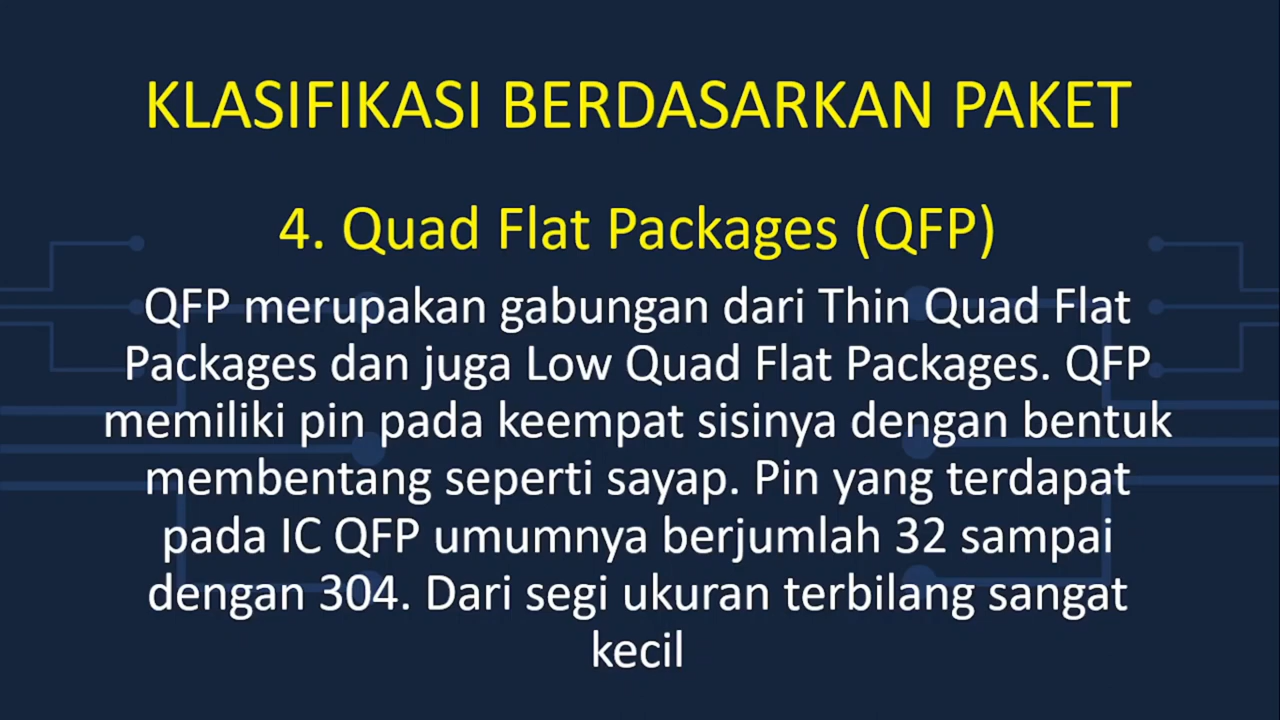 KLASIFIKASI BERDASARKAN PAKET
4. Quad Flat Packages (QFP)
QFP merupakan gabungan dari Thin Quad Flat
Packages dan juga Low Quad Flat Packages. QFP
memiliki pin pada keempat sisinya dengan bentuk
membentang seperti sayap. Pin yang terdapat
pada IC QFP umumnya berjumlah 32 sampai
dengan 304. Dari segi ukuran terbilang sangat
kecil